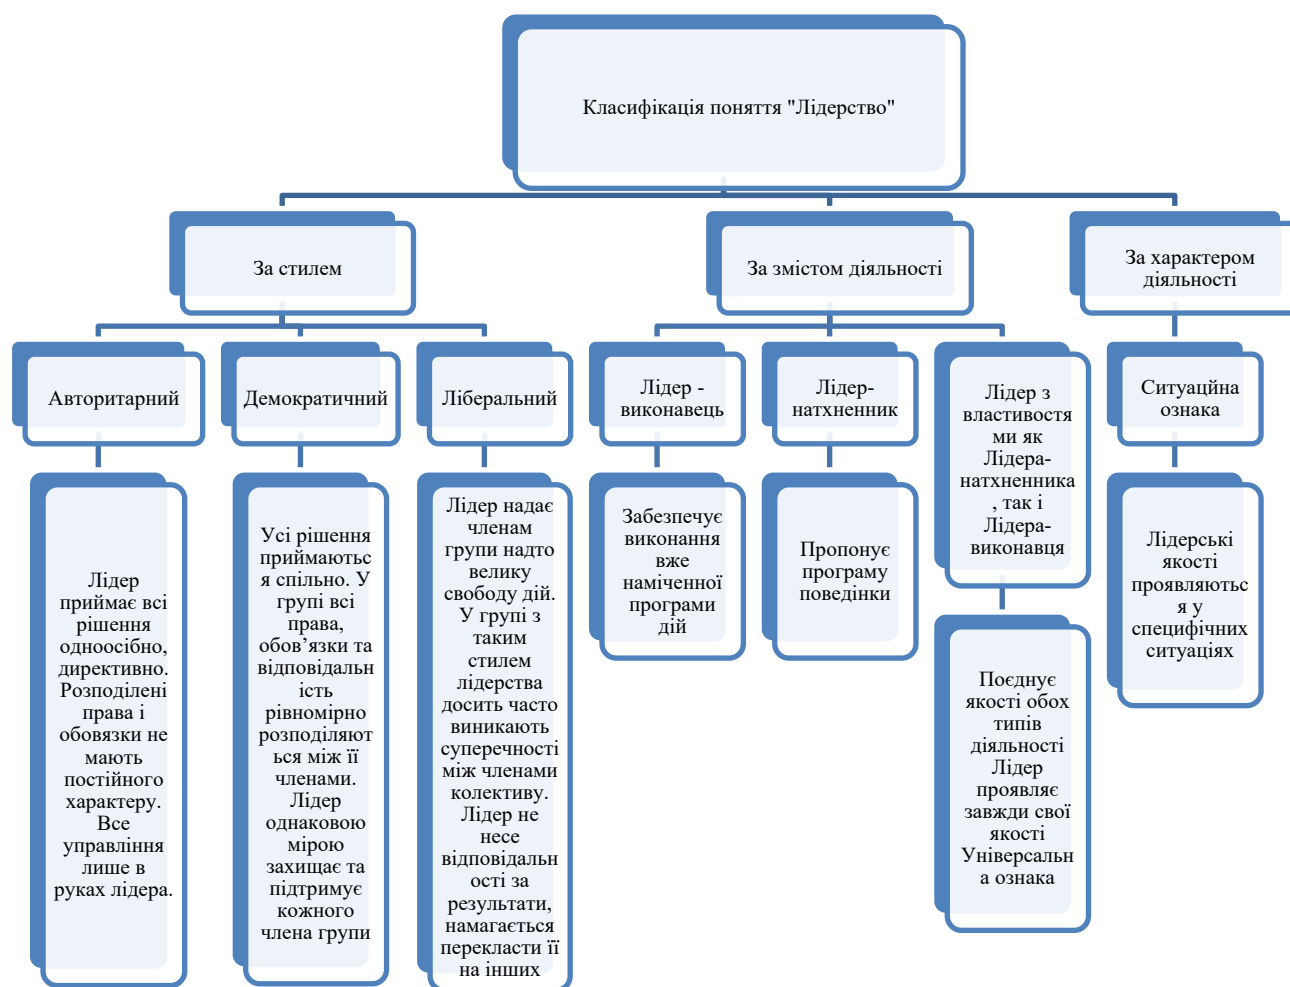 Класифікація поняття "Лідерство"
За стилем
За змістом діяльності
За характером
діяльності
Авторитарний
Демократичний
Ліберальний
Лідер -
виконавець
Лідер-
натхненник
Лідер з
властивостя
ми як
Лідера-
натхненника
, так і
Лідера-
виконавця
Ситуаційна
ознака
Лідер
приймає всі
рішення
одноосібно,
директивно.
Розподілені
права і
обовязки не
мають
постійного
характеру.
Все
управління
лише в
руках лідера.
Усі рішення
приймаютьс
я спільно. У
групі всі
права,
обов’язки та
відповідальн
ість
рівномірно
розподіляют
ься між її
членами.
Лідер
однаковою
мірою
захищає та
підтримує
кожного
члена групи
Лідер надає
членам
групи надто
велику
свободу дій.
У групі з
таким
стилем
лідерства
досить часто
виникають
суперечності
між членами
колективу.
Лідер не
несе
відповідальн
ості за
результати,
намагається
перекласти її
на інших
Забезпечує
виконання
вже
наміченної
програми
дій
Пропонує
програму
поведінки
Поєднує
якості обох
типів
діяльності
Лідер
проявляє
завжди свої
якості
Універсальн
а ознака
Лідерські
якості
проявляютьс
я у
специфічних
ситуаціях